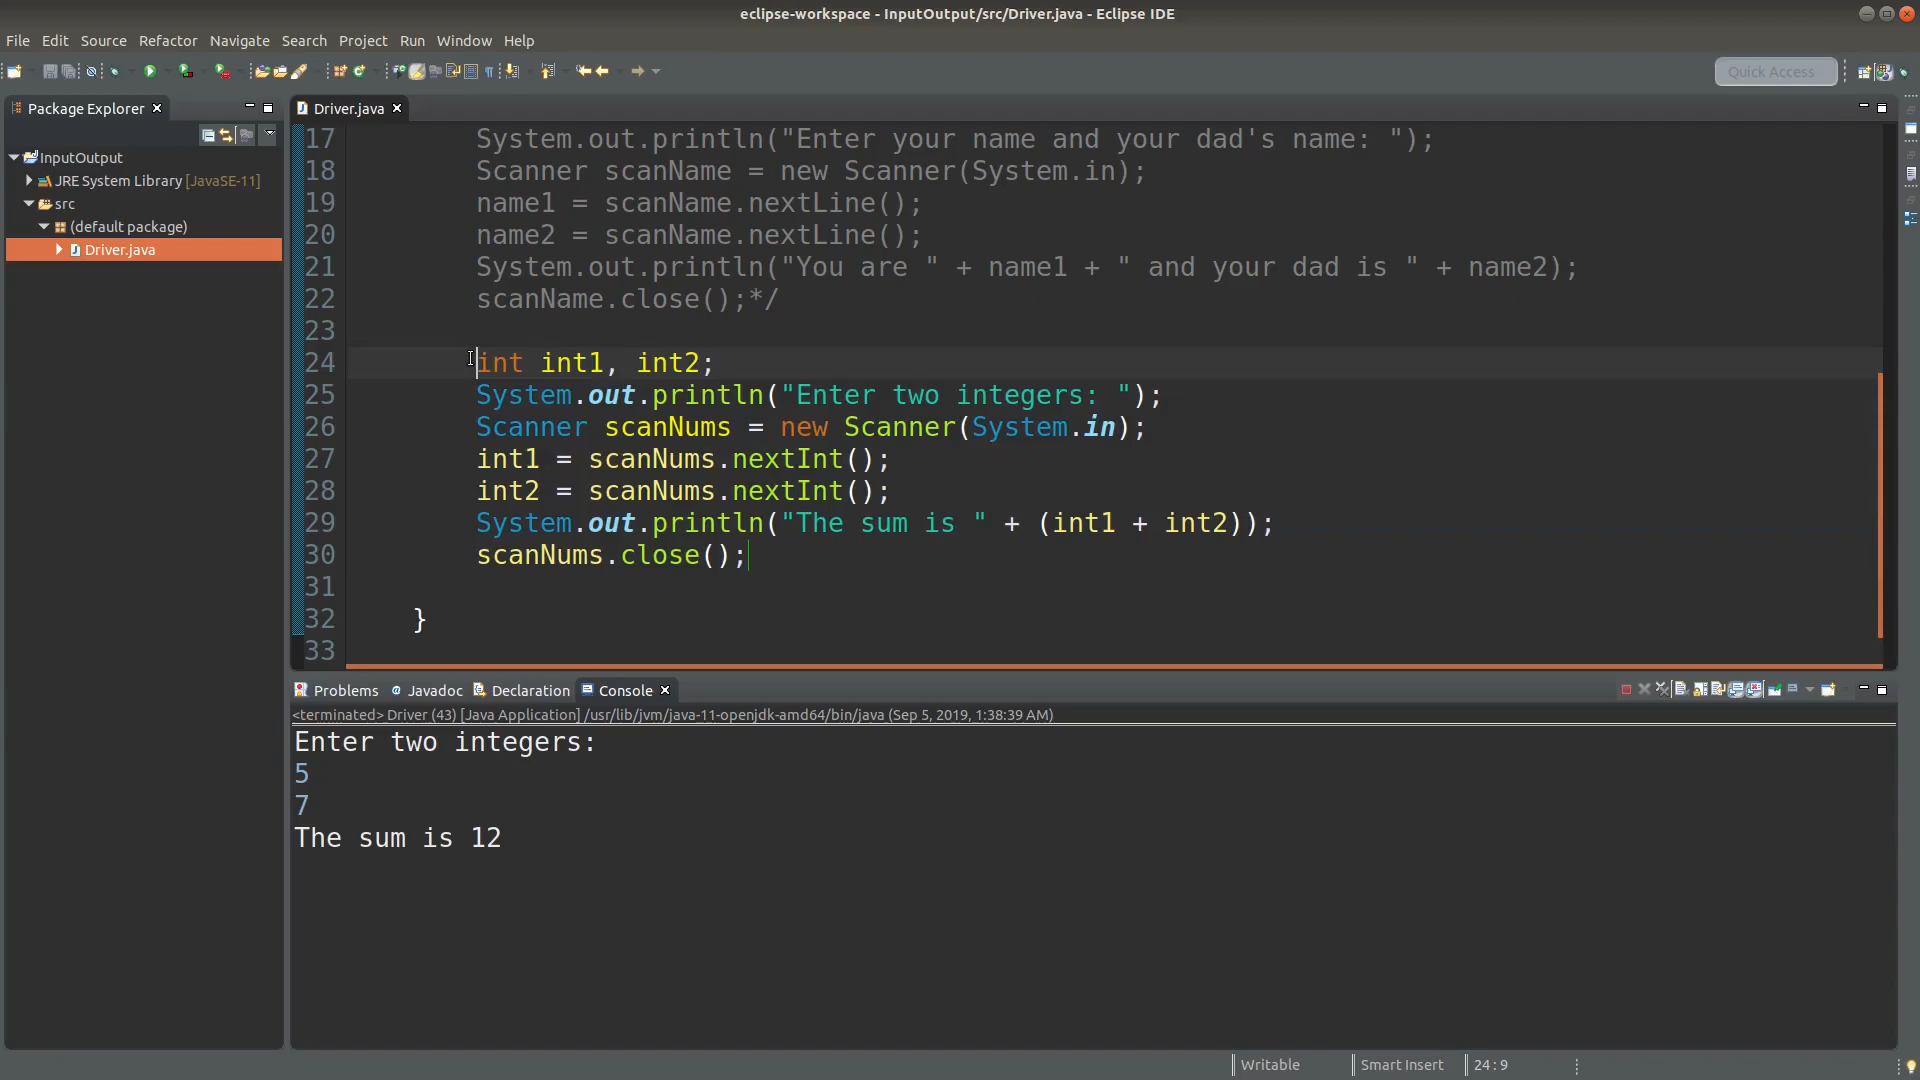 eclipse-workspace - InputOutput/src/Driver.java - Eclipse IDE
File Edit Source Refactor Navigate Search Project Run Window Help
Quick Access
Package Explorer
InputOutput
JRE System Library [JavaSE-11]
src
(default package)
Driver.java
Driver.java
17 System.out.println("Enter your name and your dad's name: ");
18 Scanner scanName = new Scanner(System.in);
19 name1 = scanName.nextLine();
20 name2 = scanName.nextLine();
21 System.out.println("You are " + name1 + " and your dad is " + name2);
22 scanName.close();*/
23
24 int int1, int2;
25 System.out.println("Enter two integers: ");
26 Scanner scanNums = new Scanner(System.in);
27 int1 = scanNums.nextInt();
28 int2 = scanNums.nextInt();
29 System.out.println("The sum is " + (int1 + int2));
30 scanNums.close();
31
32 }
33
Problems Javadoc Declaration Console
<terminated> Driver (43) [Java Application] /usr/lib/jvm/java-11-openjdk-amd64/bin/java (Sep 5, 2019, 1:38:39 AM)
Enter two integers:
5
7
The sum is 12
Writable Smart Insert 24 : 9